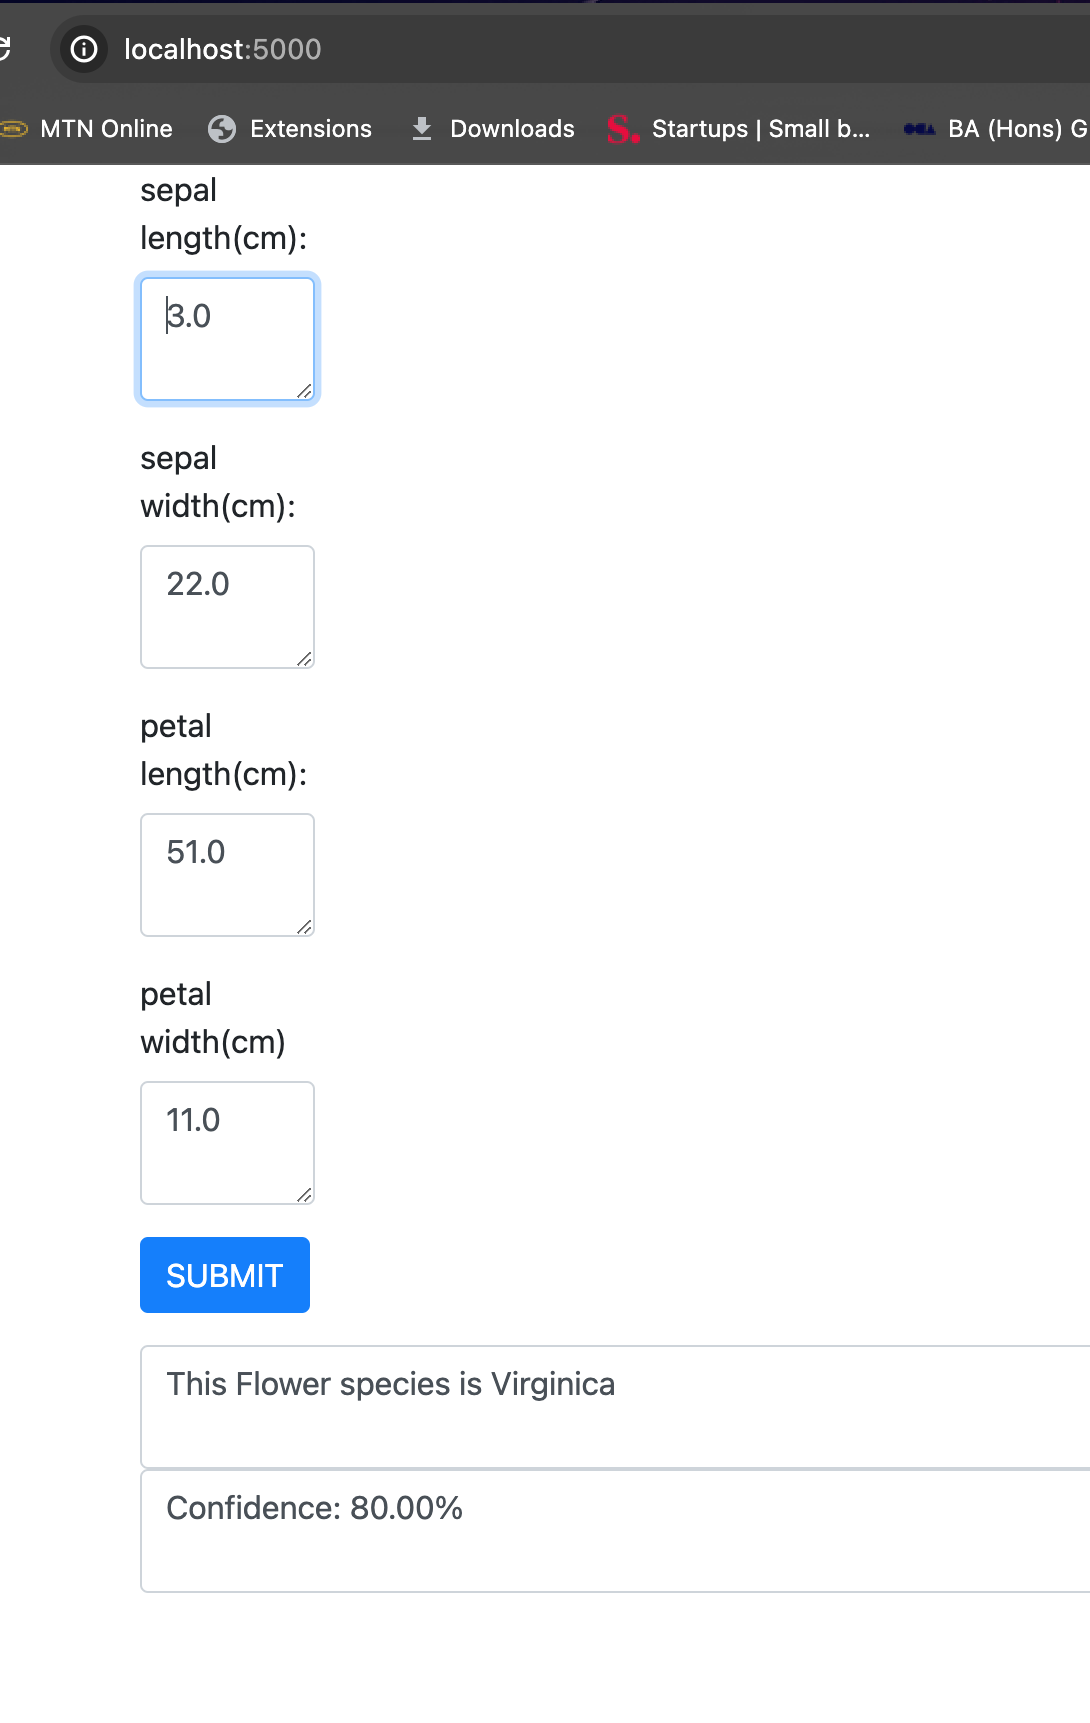 localhost:5000
MTN Online Extensions Downloads S. Startups | Small b... BA (Hons) G
sepal
length(cm):
3.0
sepal
width(cm):
22.0
petal
length(cm):
51.0
petal
width(cm)
11.0
SUBMIT
This Flower species is Virginica
Confidence: 80.00%